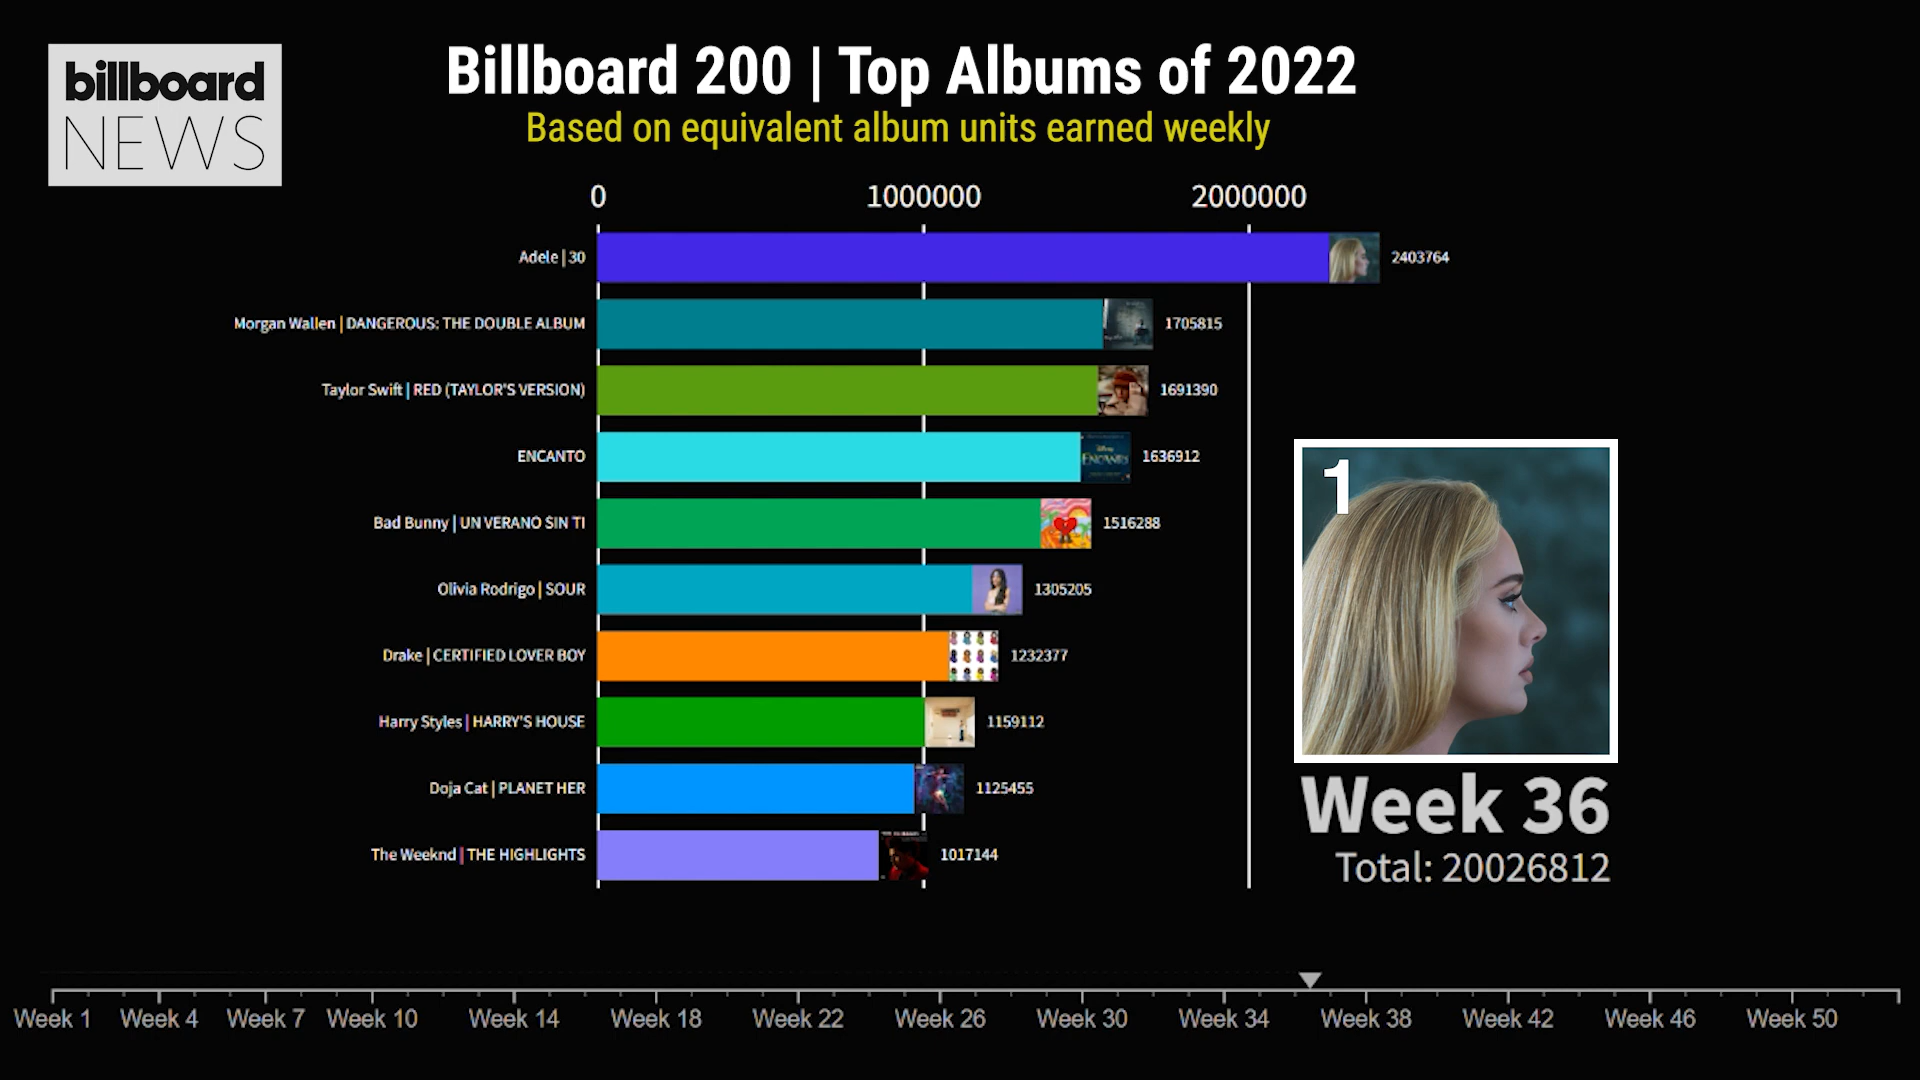 billboard
NEWS
Billboard 200 | Top Albums of 2022
Based on equivalent album units earned weekly
0 1000000 2000000
Adele | 30 2403764
Morgan Wallen | DANGEROUS: THE DOUBLE ALBUM 1705815
Taylor Swift | RED (TAYLOR'S VERSION) 1691390
ENCANTO 1636912
Bad Bunny | UN VERANO SIN TI 1516288
Olivia Rodrigo | SOUR 1305205
Drake | CERTIFIED LOVER BOY 1232377
Harry Styles | HARRY'S HOUSE 1159112
Doja Cat | PLANET HER 1125455
The Weeknd | THE HIGHLIGHTS 1017144
ENCANTO
1
Week 36
Total: 20026812
Week 1 Week 4 Week 7 Week 10 Week 14 Week 18 Week 22 Week 26 Week 30 Week 34 Week 38 Week 42 Week 46 Week 50